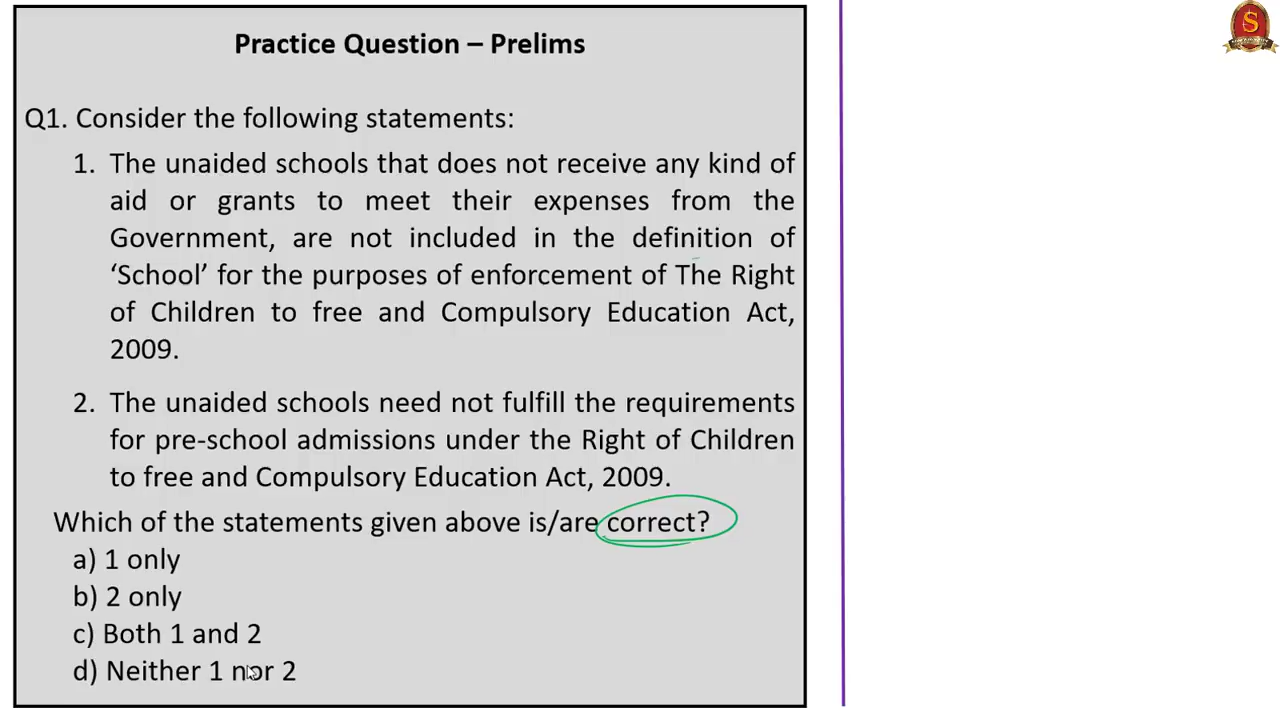 Practice Question – Prelims
Q1. Consider the following statements:
1. The unaided schools that does not receive any kind of
aid or grants to meet their expenses from the
Government, are not included in the definition of
‘School’ for the purposes of enforcement of The Right
of Children to free and Compulsory Education Act,
2009.
2. The unaided schools need not fulfill the requirements
for pre-school admissions under the Right of Children
to free and Compulsory Education Act, 2009.
Which of the statements given above is/are correct?
a) 1 only
b) 2 only
c) Both 1 and 2
d) Neither 1 nor 2
S